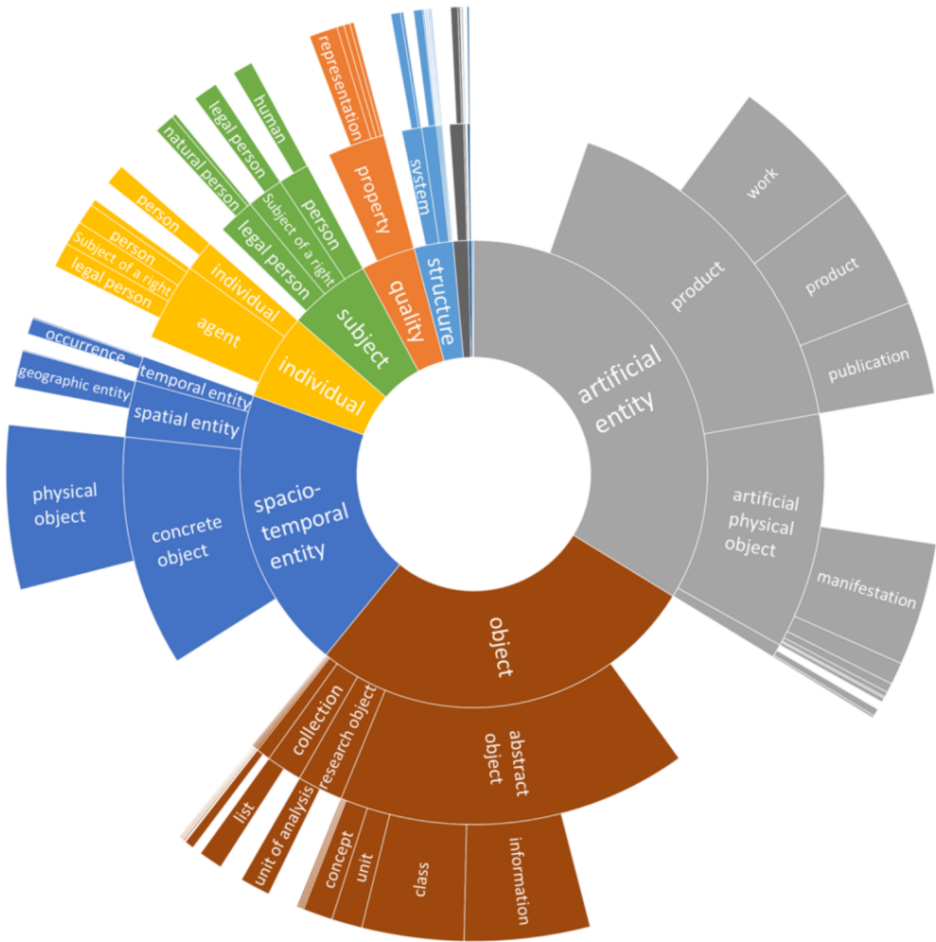 representation
human
legal person
natural person
person
property
system
Subject of a right
person
legal person
quality
structure
person
Subject of a right
legal person
Individual
agent
subject
individual
occurrence
geographic entity
temporal entity
spatial entity
physical
object
concrete
object
spacio-
temporal
entity
artificial
entity
product
work
product
publication
artificial
physical
object
manifestation
object
collection
research object
abstract
object
list
unit of analysis
concept
unit
class
information